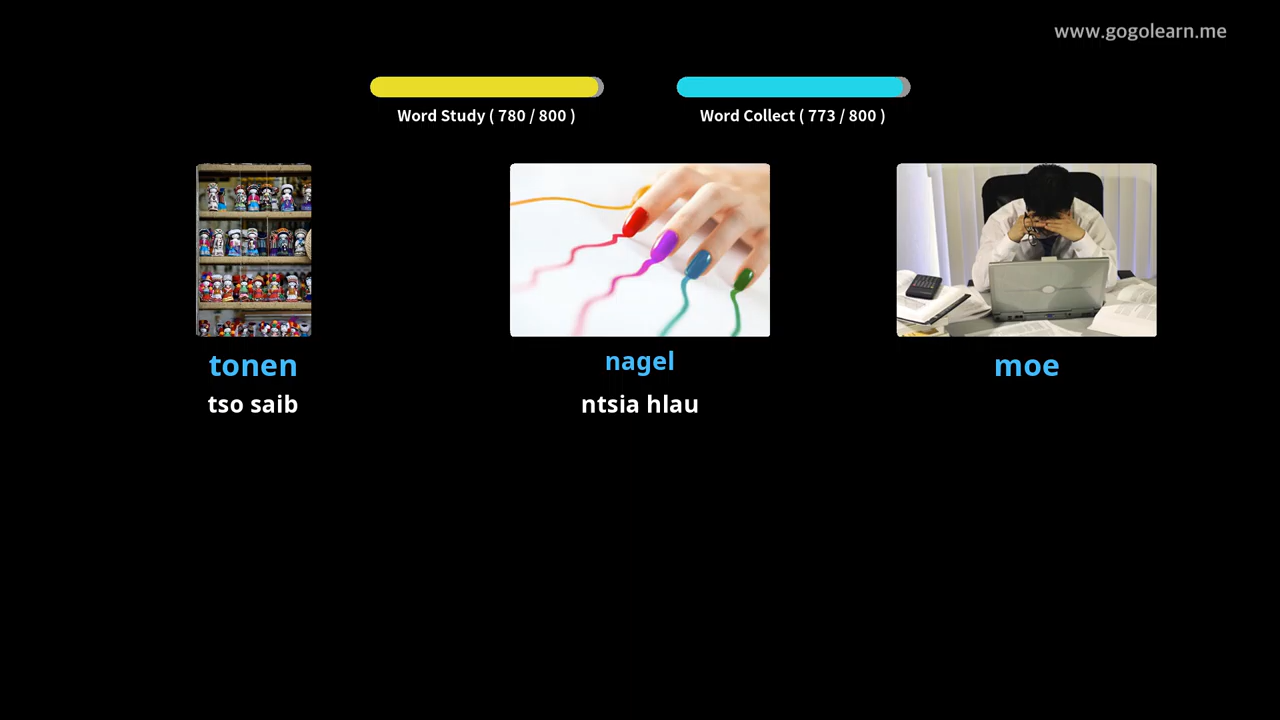 www.gogolearn.me
Word Study ( 780 / 800 )
Word Collect ( 773 / 800 )
tonen
tso saib
nagel
ntsia hlau
moe